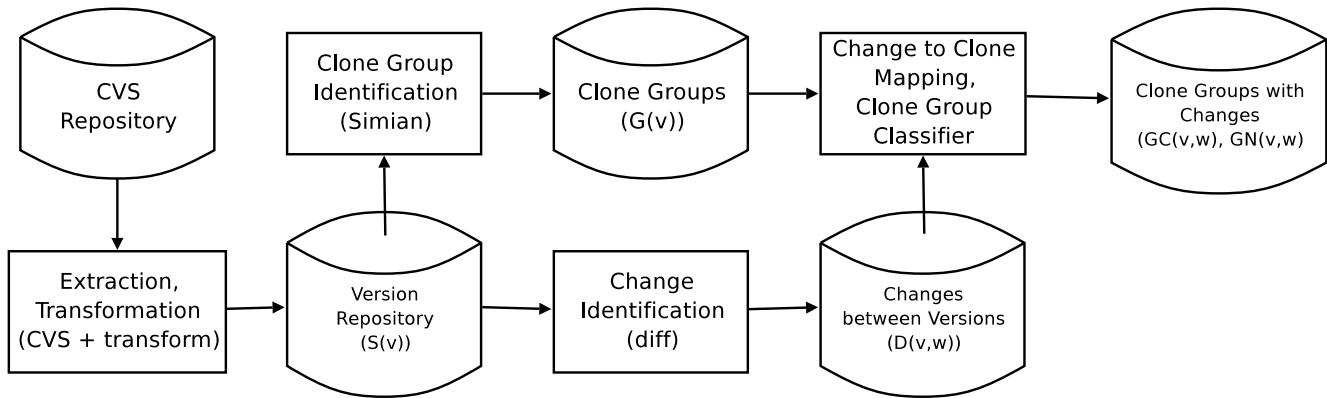 CVS
Repository
Clone Group
Identification
(Simian)
Clone Groups
(G(v))
Change to Clone
Mapping,
Clone Group
Classifier
Clone Groups with
Changes
(GC(v,w), GN(v,w)
Extraction,
Transformation
(CVS + transform)
Version
Repository
(S(v))
Change
Identification
(diff)
Changes
between Versions
(D(v,w))